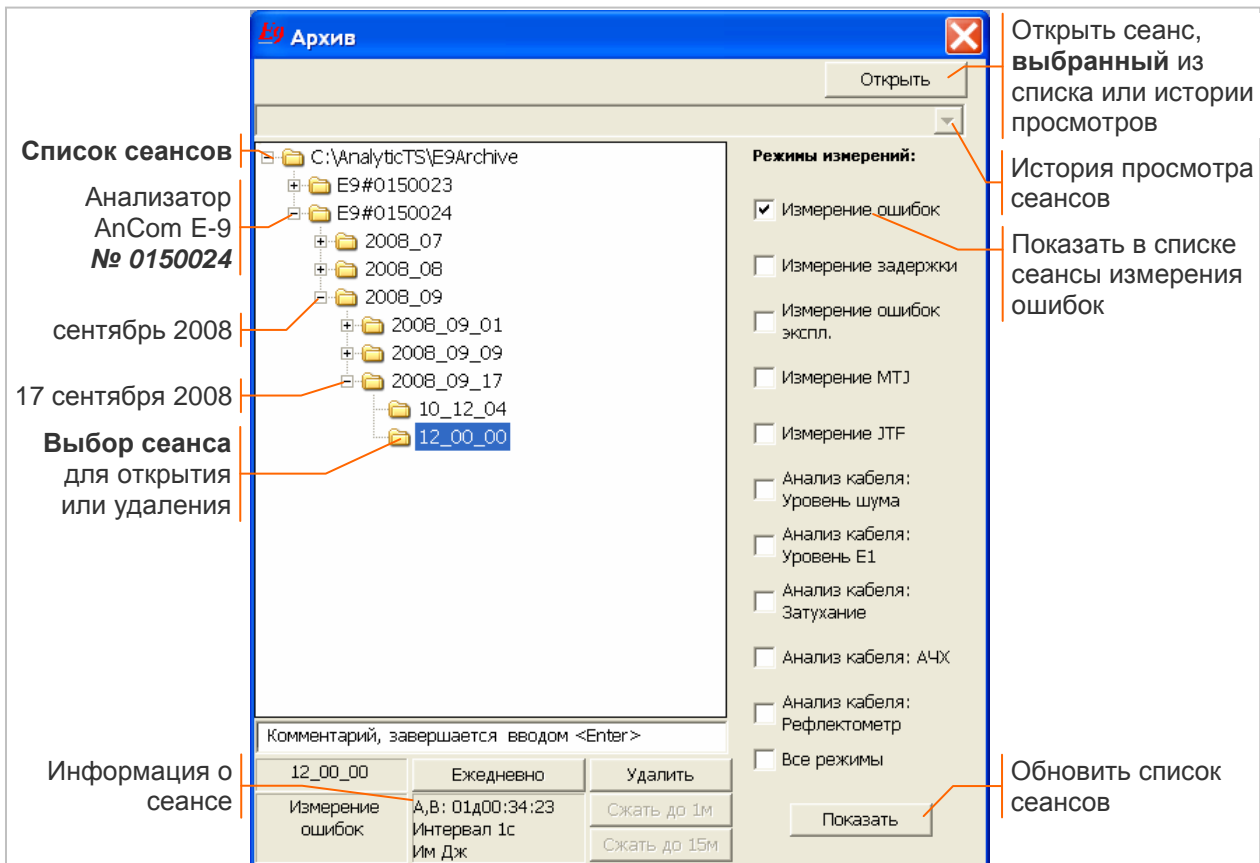 E9 Архив
Открыть
Список сеансов
Анализатор
AnCom E-9
№ 0150024
сентябрь 2008
17 сентября 2008
Выбор сеанса
для открытия
или удаления
Информация о
сеансе
C:\AnalyticTS\E9Archive
E9#0150023
E9#0150024
2008_07
2008_08
2008_09
2008_09_01
2008_09_09
2008_09_17
10_12_04
12_00_00
Комментарий, завершается вводом <Enter>
12_00_00
Ежедневно
Удалить
Измерение
ошибок
А,В: 01д00:34:23
Интервал 1с
Им Дж
Сжать до 1м
Сжать до 15м
Режимы измерений:
Измерение ошибок
Измерение задержки
Измерение ошибок
экспл.
Измерение MTJ
Измерение JTF
Анализ кабеля:
Уровень шума
Анализ кабеля:
Уровень E1
Анализ кабеля:
Затухание
Анализ кабеля: АЧХ
Анализ кабеля:
Рефлектометр
Все режимы
Показать
Открыть сеанс,
выбранный из
списка или истории
просмотров
История просмотра
сеансов
Показать в списке
сеансы измерения
ошибок
Обновить список
сеансов